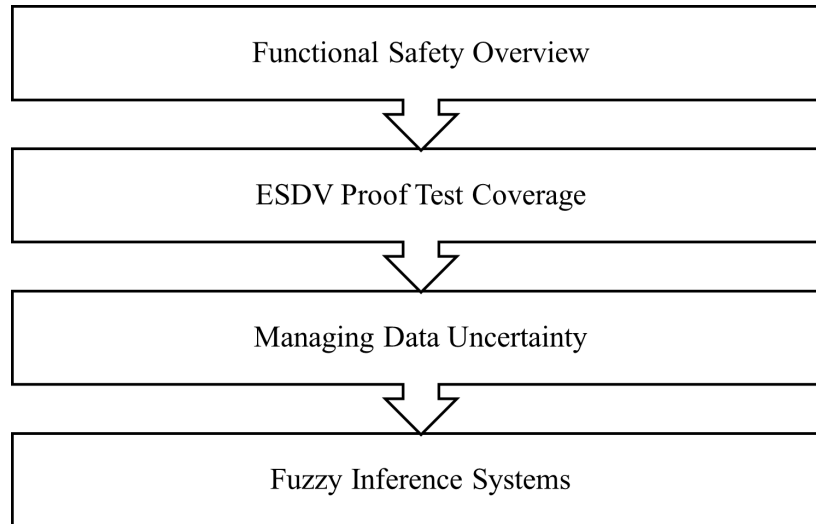 Functional Safety Overview
ESDV Proof Test Coverage
Managing Data Uncertainty
Fuzzy Inference Systems